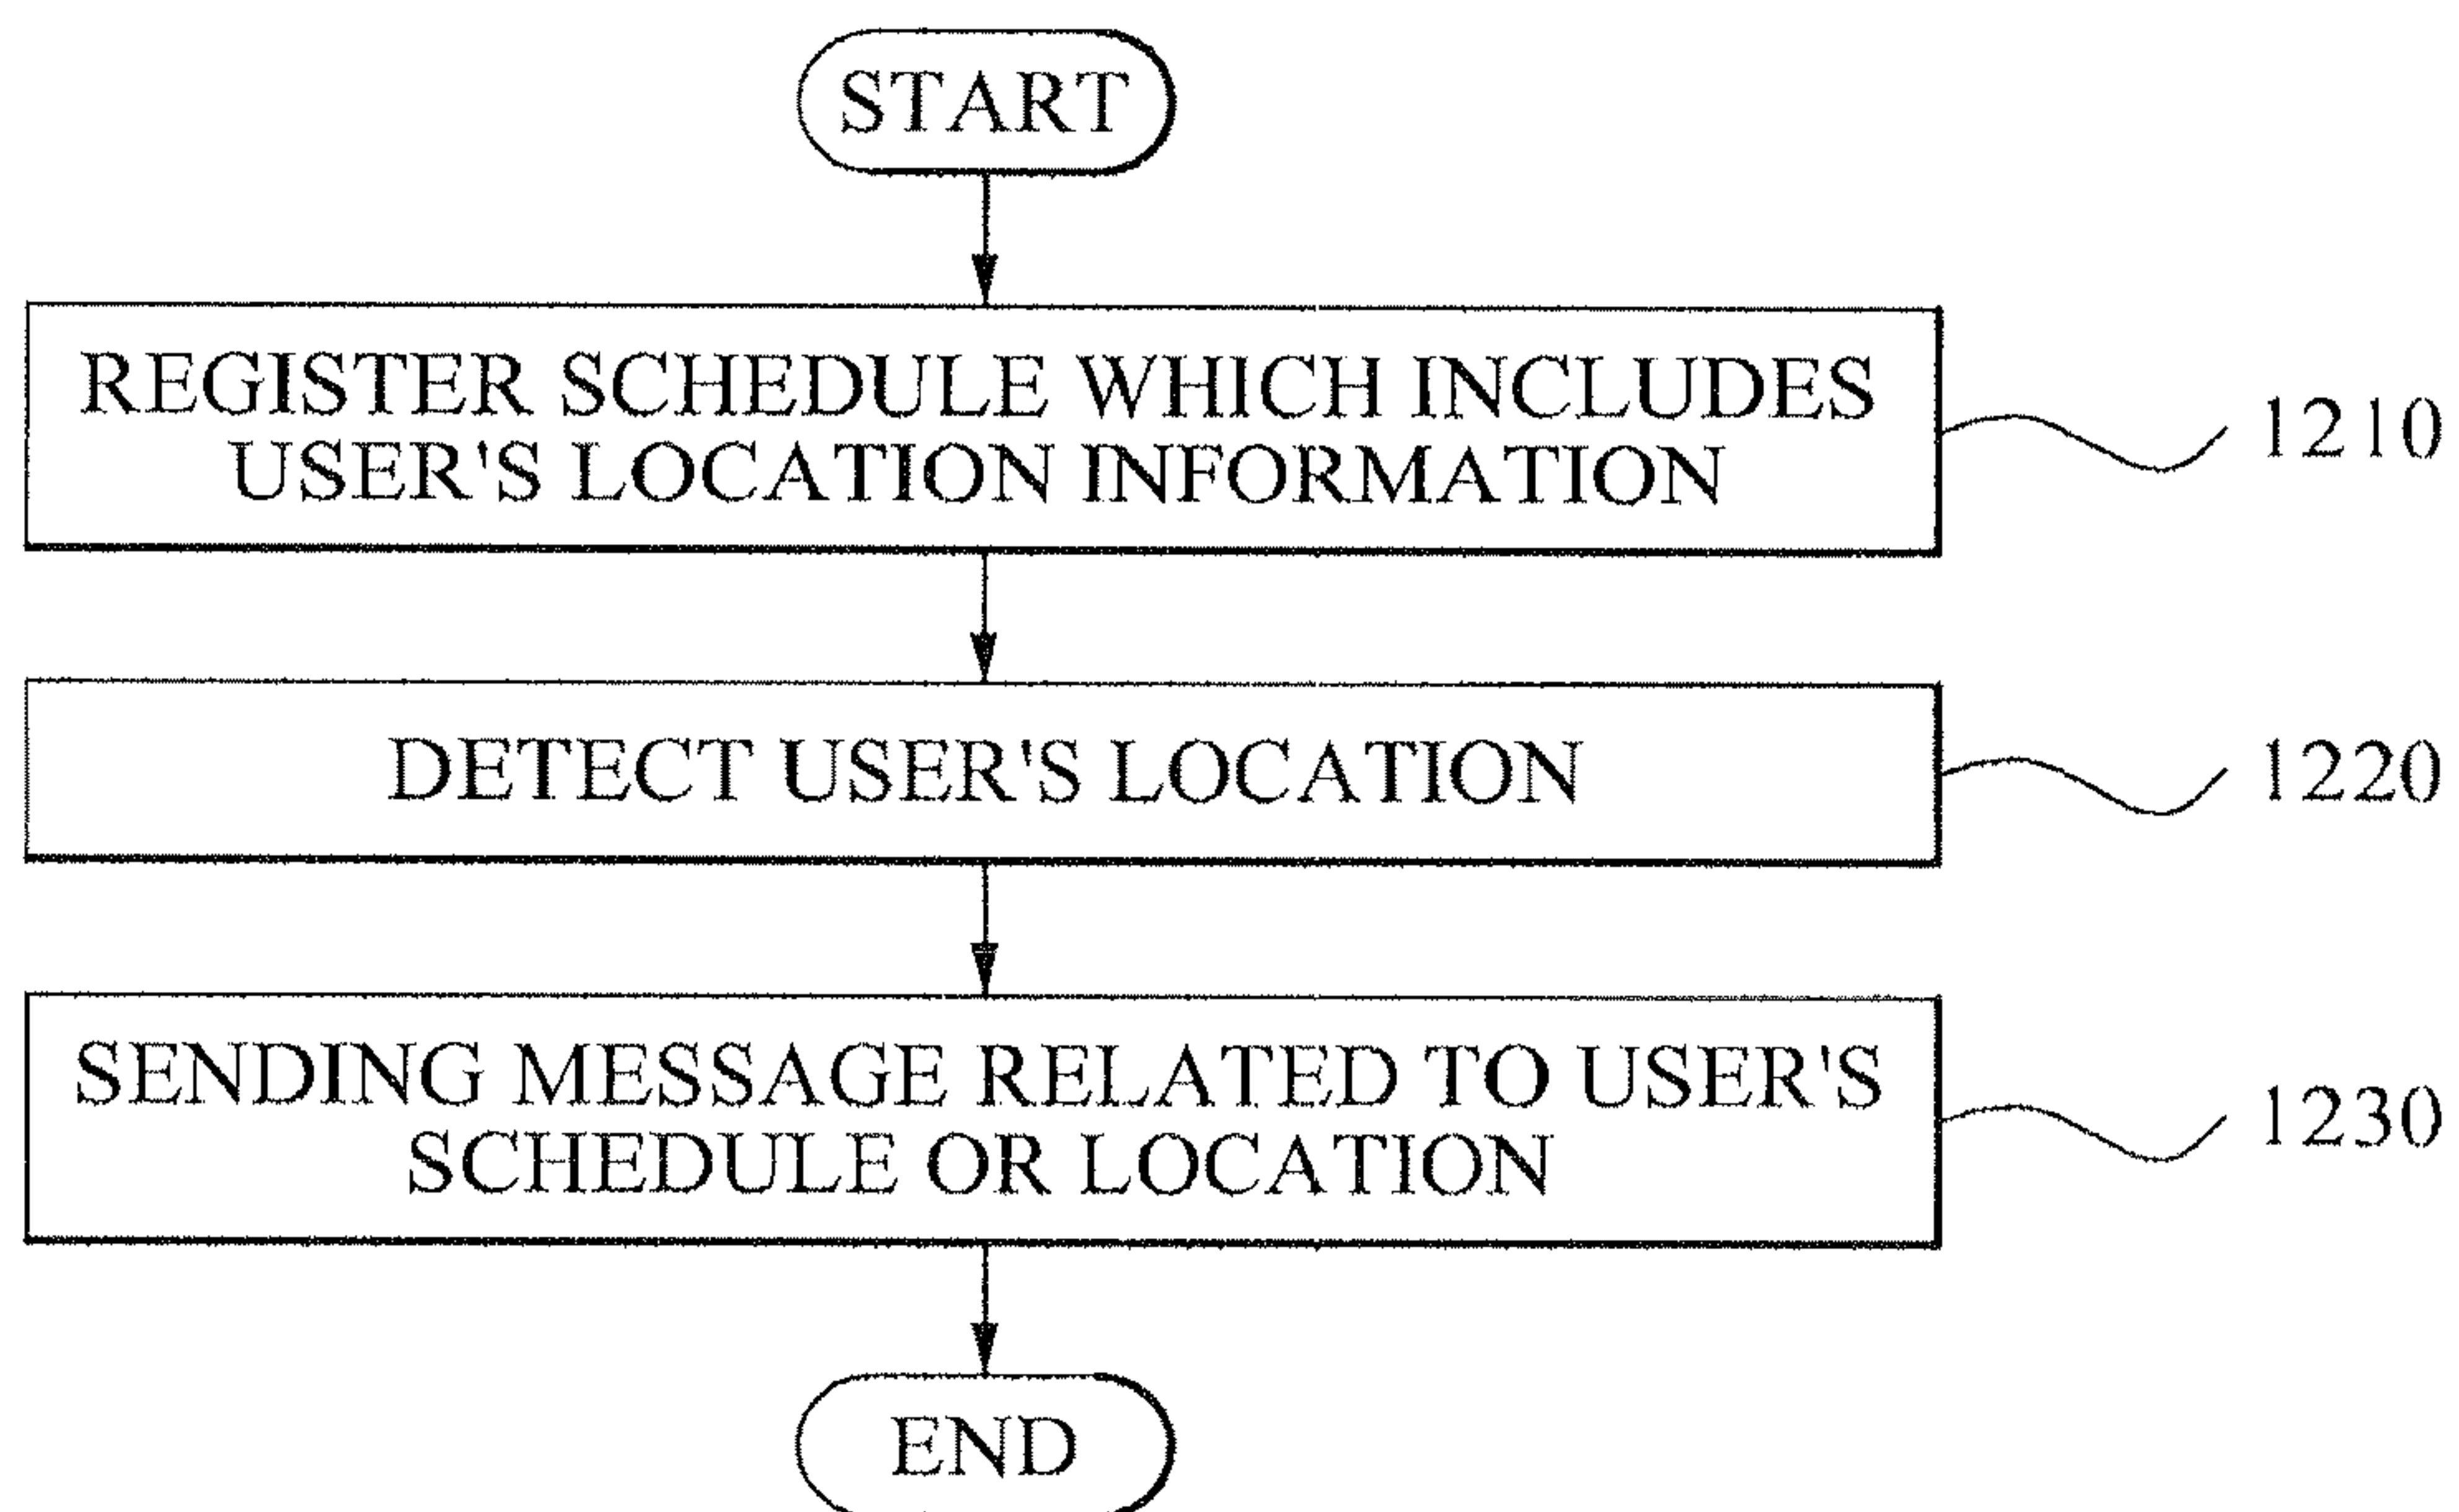 START
REGISTER SCHEDULE WHICH INCLUDES
USER'S LOCATION INFORMATION
1210
DETECT USER'S LOCATION
1220
SENDING MESSAGE RELATED TO USER'S
SCHEDULE OR LOCATION
1230
END